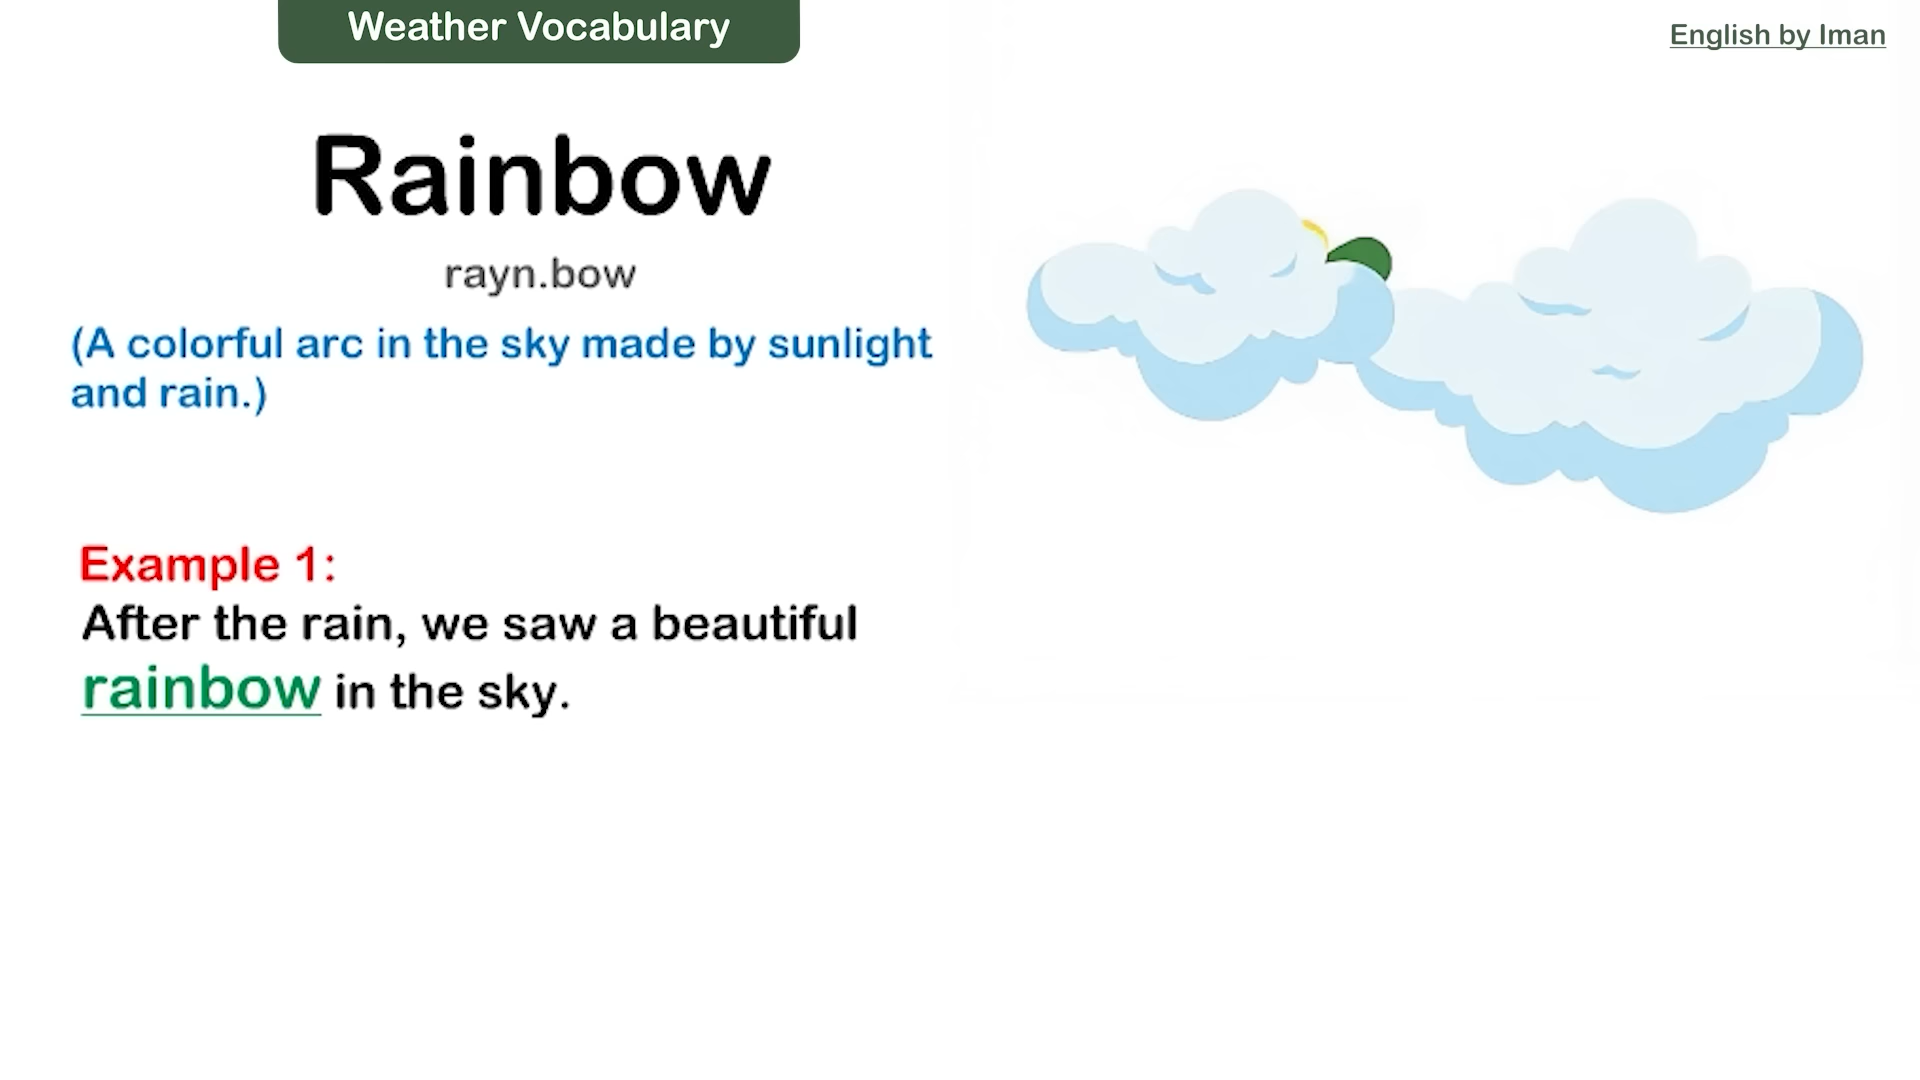 Weather Vocabulary
English by Iman
Rainbow
rayn.bow
(A colorful arc in the sky made by sunlight
and rain.)
Example 1:
After the rain, we saw a beautiful
rainbow in the sky.